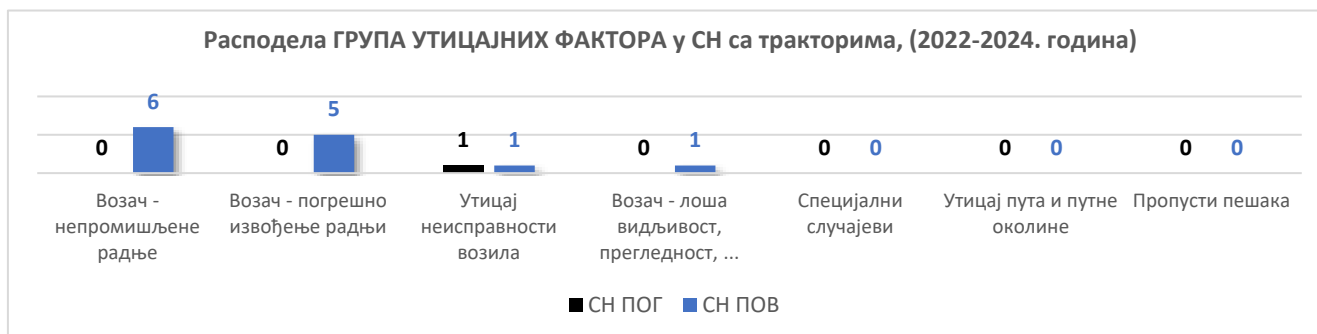 Расподела ГРУПА УТИЦАЈНИХ ФАКТОРА у СН са тракторима, (2022-2024. година)
0 6 0 5 1 1 0 1 0 0 0 0 0 0
Возач -
непромишљене
радње
Возач - погрешно
извођење радњи
Утицај
неисправности
возила
Возач - лоша
видљивост,
прегледност, ...
Специјални
случајеви
Утицај пута и путне
околине
Пропусти пешака
СН ПОГ СН ПОВ